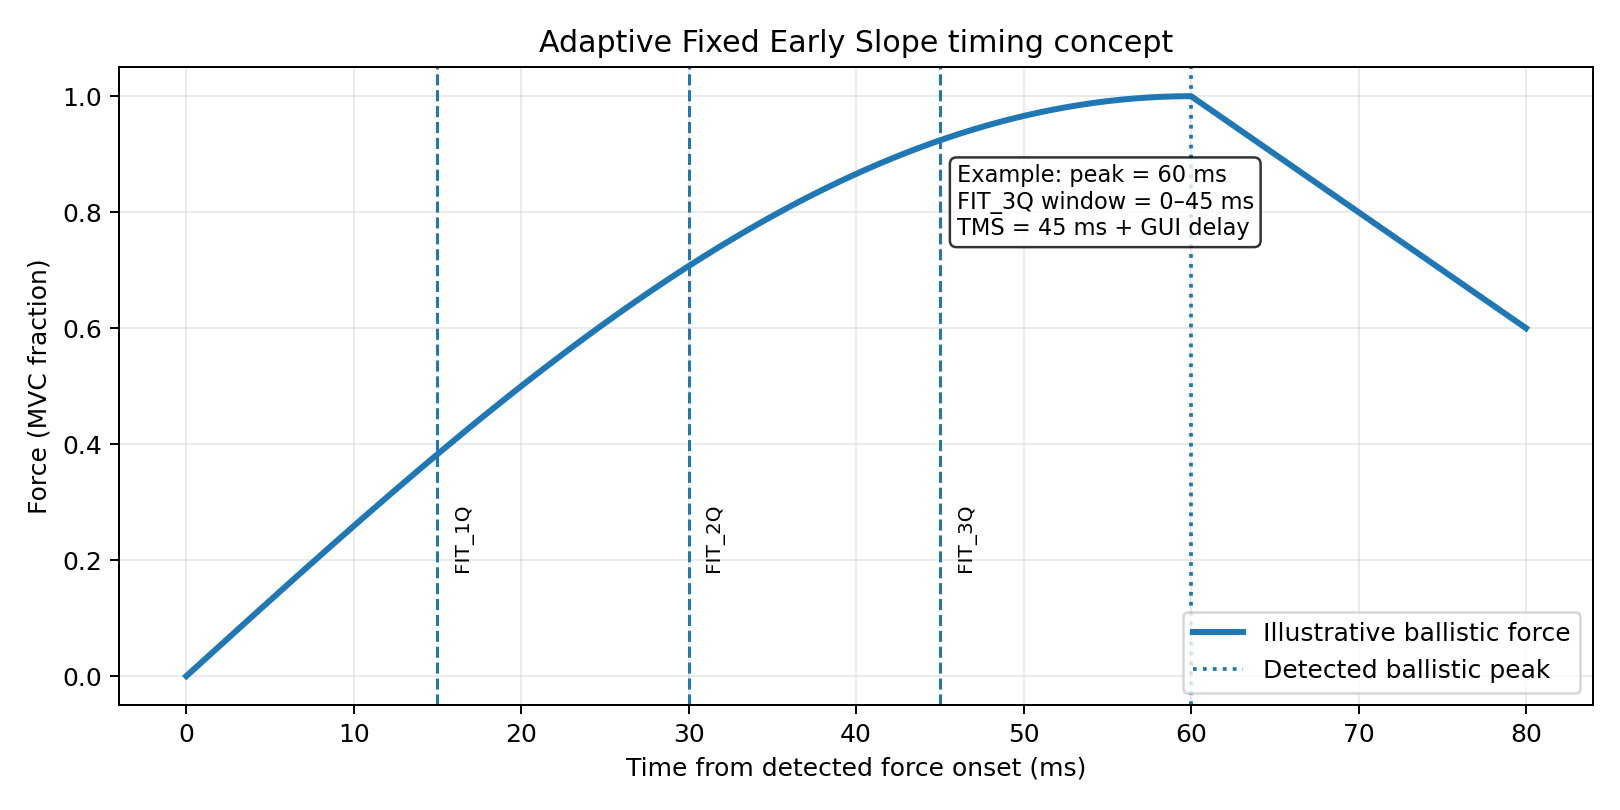 Adaptive Fixed Early Slope timing concept
Force (MVC fraction)
1.0
0.8
0.6
0.4
0.2
0.0
Example: peak = 60 ms
FIT_3Q window = 0–45 ms
TMS = 45 ms + GUI delay
FIT_1Q
FIT_2Q
FIT_3Q
Illustrative ballistic force
Detected ballistic peak
0 10 20 30 40 50 60 70 80
Time from detected force onset (ms)